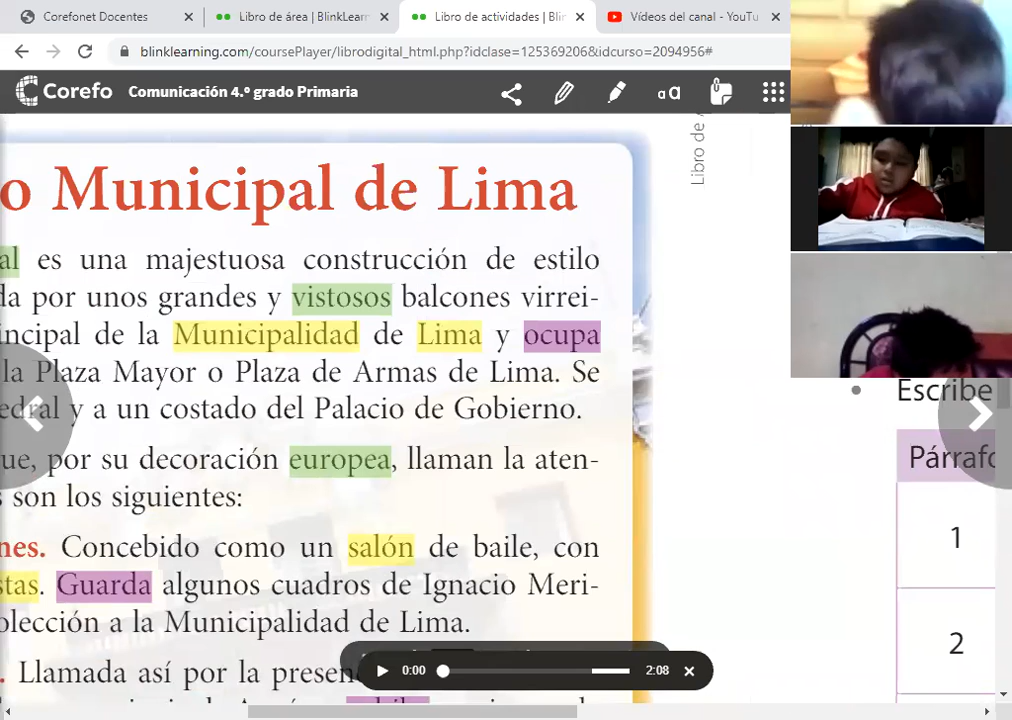 Corefonet Docentes
Libro de área | BlinkLear
Libro de actividades | Blin
Vídeos del canal - YouTu
blinklearning.com/coursePlayer/librodigital_html.php?idclase=125369206&idcurso=2094956#
Corefo
Comunicación 4.º grado Primaria
aa
Libro de
o Municipal de Lima
al es una majestuosa construcción de estilo
da por unos grandes y vistosos balcones virrei-
incipal de la Municipalidad de Lima y ocupa
la Plaza Mayor o Plaza de Armas de Lima. Se
edral y a un costado del Palacio de Gobierno.
ue, por su decoración europea, llaman la aten-
s son los siguientes:
nes. Concebido como un salón de baile, con
stas. Guarda algunos cuadros de Ignacio Meri-
olección a la Municipalidad de Lima.
. Llamada así por la presen
0:00
2:08
Escribe
Párrafo
1
2